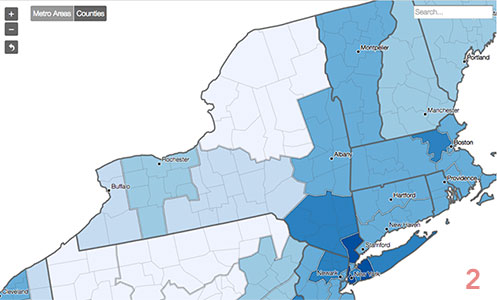 +
Metro Areas Counties
Search...
−
Montpelier
Portland
Manchester
Boston
Rochester
Albany
Buffalo
Providence
Hartford
New Haven
Stamford
Cleveland
Newark
New York
2